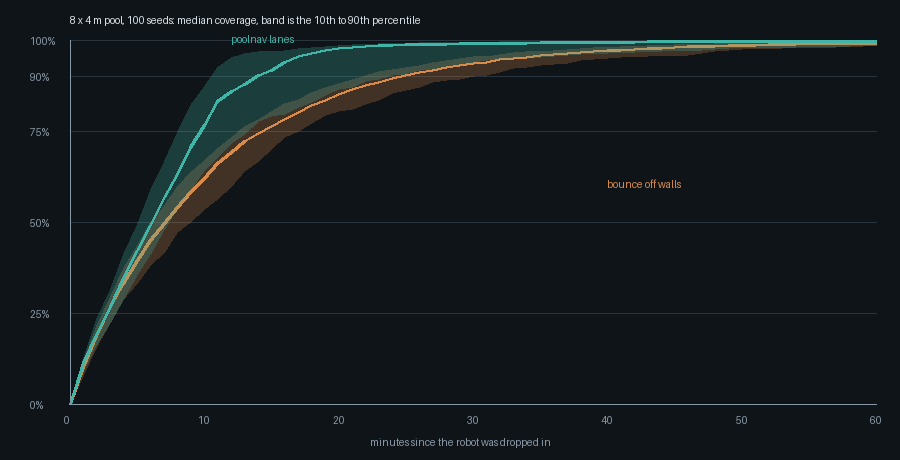 8 x 4 m pool, 100 seeds: median coverage, band is the 10th to 90th percentile
poolnav lanes
100%
90%
75%
bounce off walls
50%
25%
0%
0 10 20 30 40 50 60
minutes since the robot was dropped in